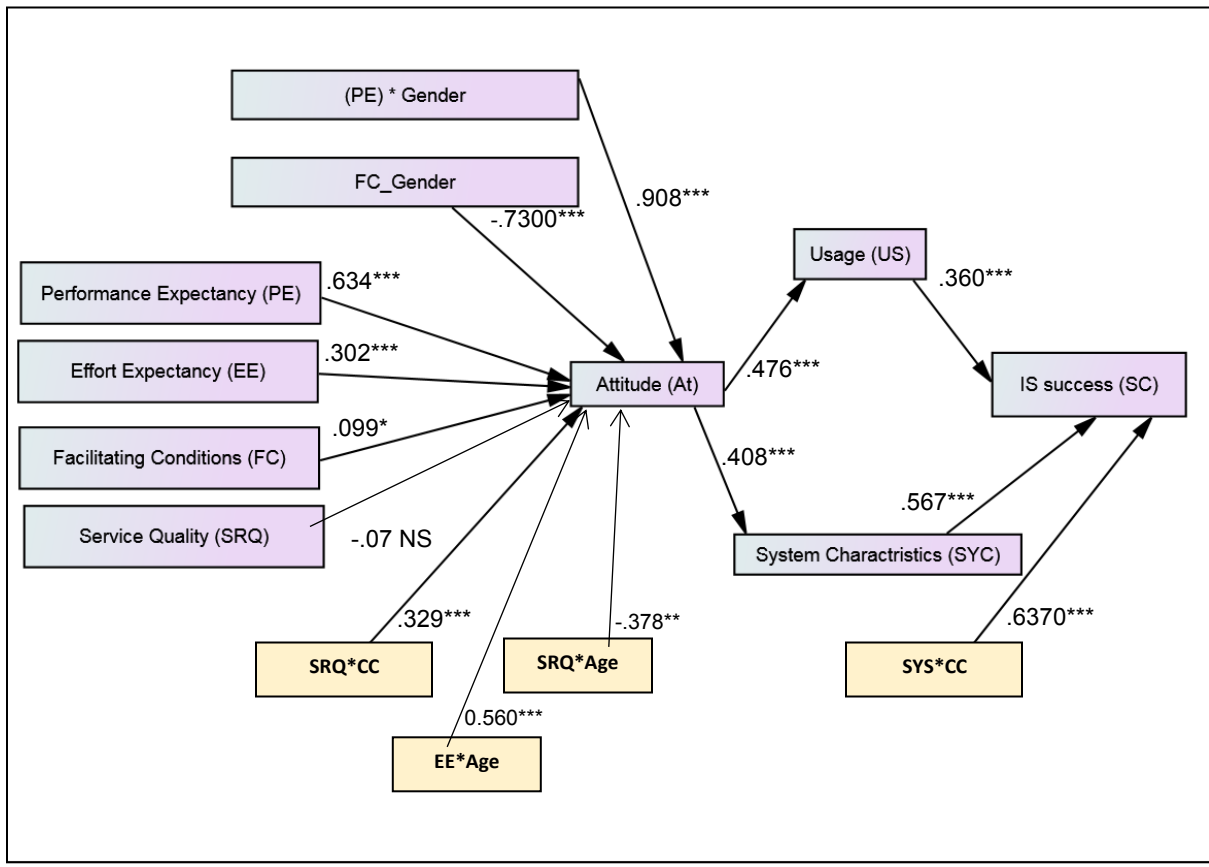 (PE) * Gender
FC_Gender
.908***
-.7300***
Usage (US)
.360***
Performance Expectancy (PE)
.634***
Effort Expectancy (EE)
.302***
Attitude (At)
.476***
IS success (SC)
Facilitating Conditions (FC)
.099*
.408***
Service Quality (SRQ)
-.07 NS
.567***
System Charactristics (SYC)
.329***
-.378**
.6370***
SRQ*CC
SRQ*Age
SYS*CC
0.560***
EE*Age